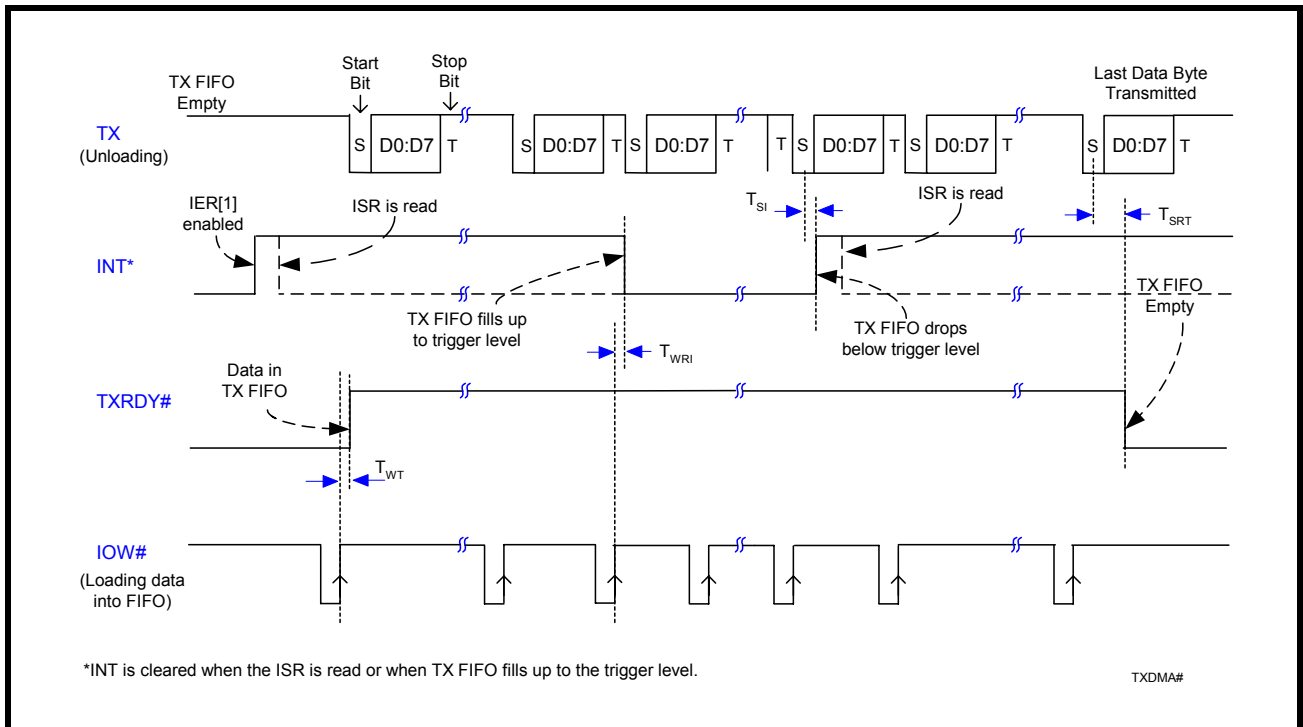 TX FIFO
Empty
Start
Bit
Stop
Bit
Last Data Byte
Transmitted
TX
(Unloading)
S D0:D7 T S D0:D7 T S D0:D7 T T S D0:D7 T S D0:D7 T S D0:D7 T
IER[1]
enabled
ISR is read
TSI
ISR is read
TSRT
INT*
TX FIFO fills up
to trigger level
TX FIFO drops
below trigger level
TX FIFO
Empty
TWRI
Data in
TX FIFO
TXRDY#
TWT
IOW#
(Loading data
into FIFO)
*INT is cleared when the ISR is read or when TX FIFO fills up to the trigger level.
TXDMA#